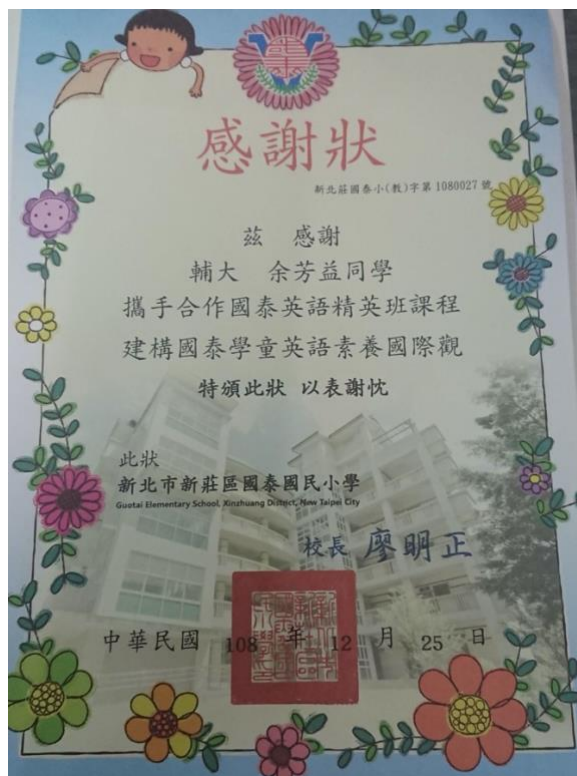 感謝狀
新北莊國泰小(教)字第1080027號
茲 感謝
輔大 余芳益同學
攜手合作國泰英語精英班課程
建構國泰學童英語素養國際觀
特頒此狀 以表謝忱
此狀
新北市新莊區國泰國民小學
Guotai Elementary School, Xinzhuang District, New Taipei City
校長 廖明正
中華民國 108 年 12 月 25 日